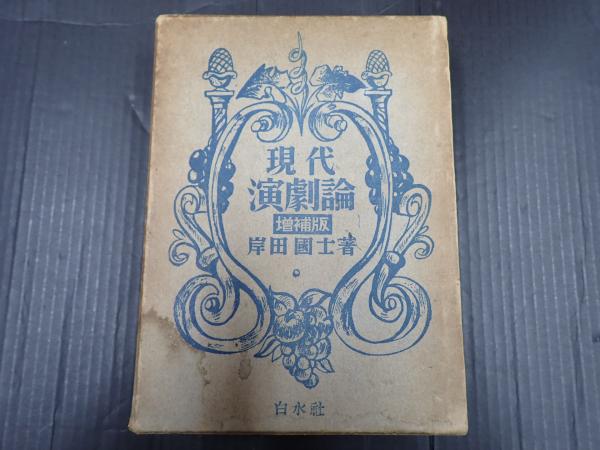 現代
演劇論
増補版
岸田國士著
白水社